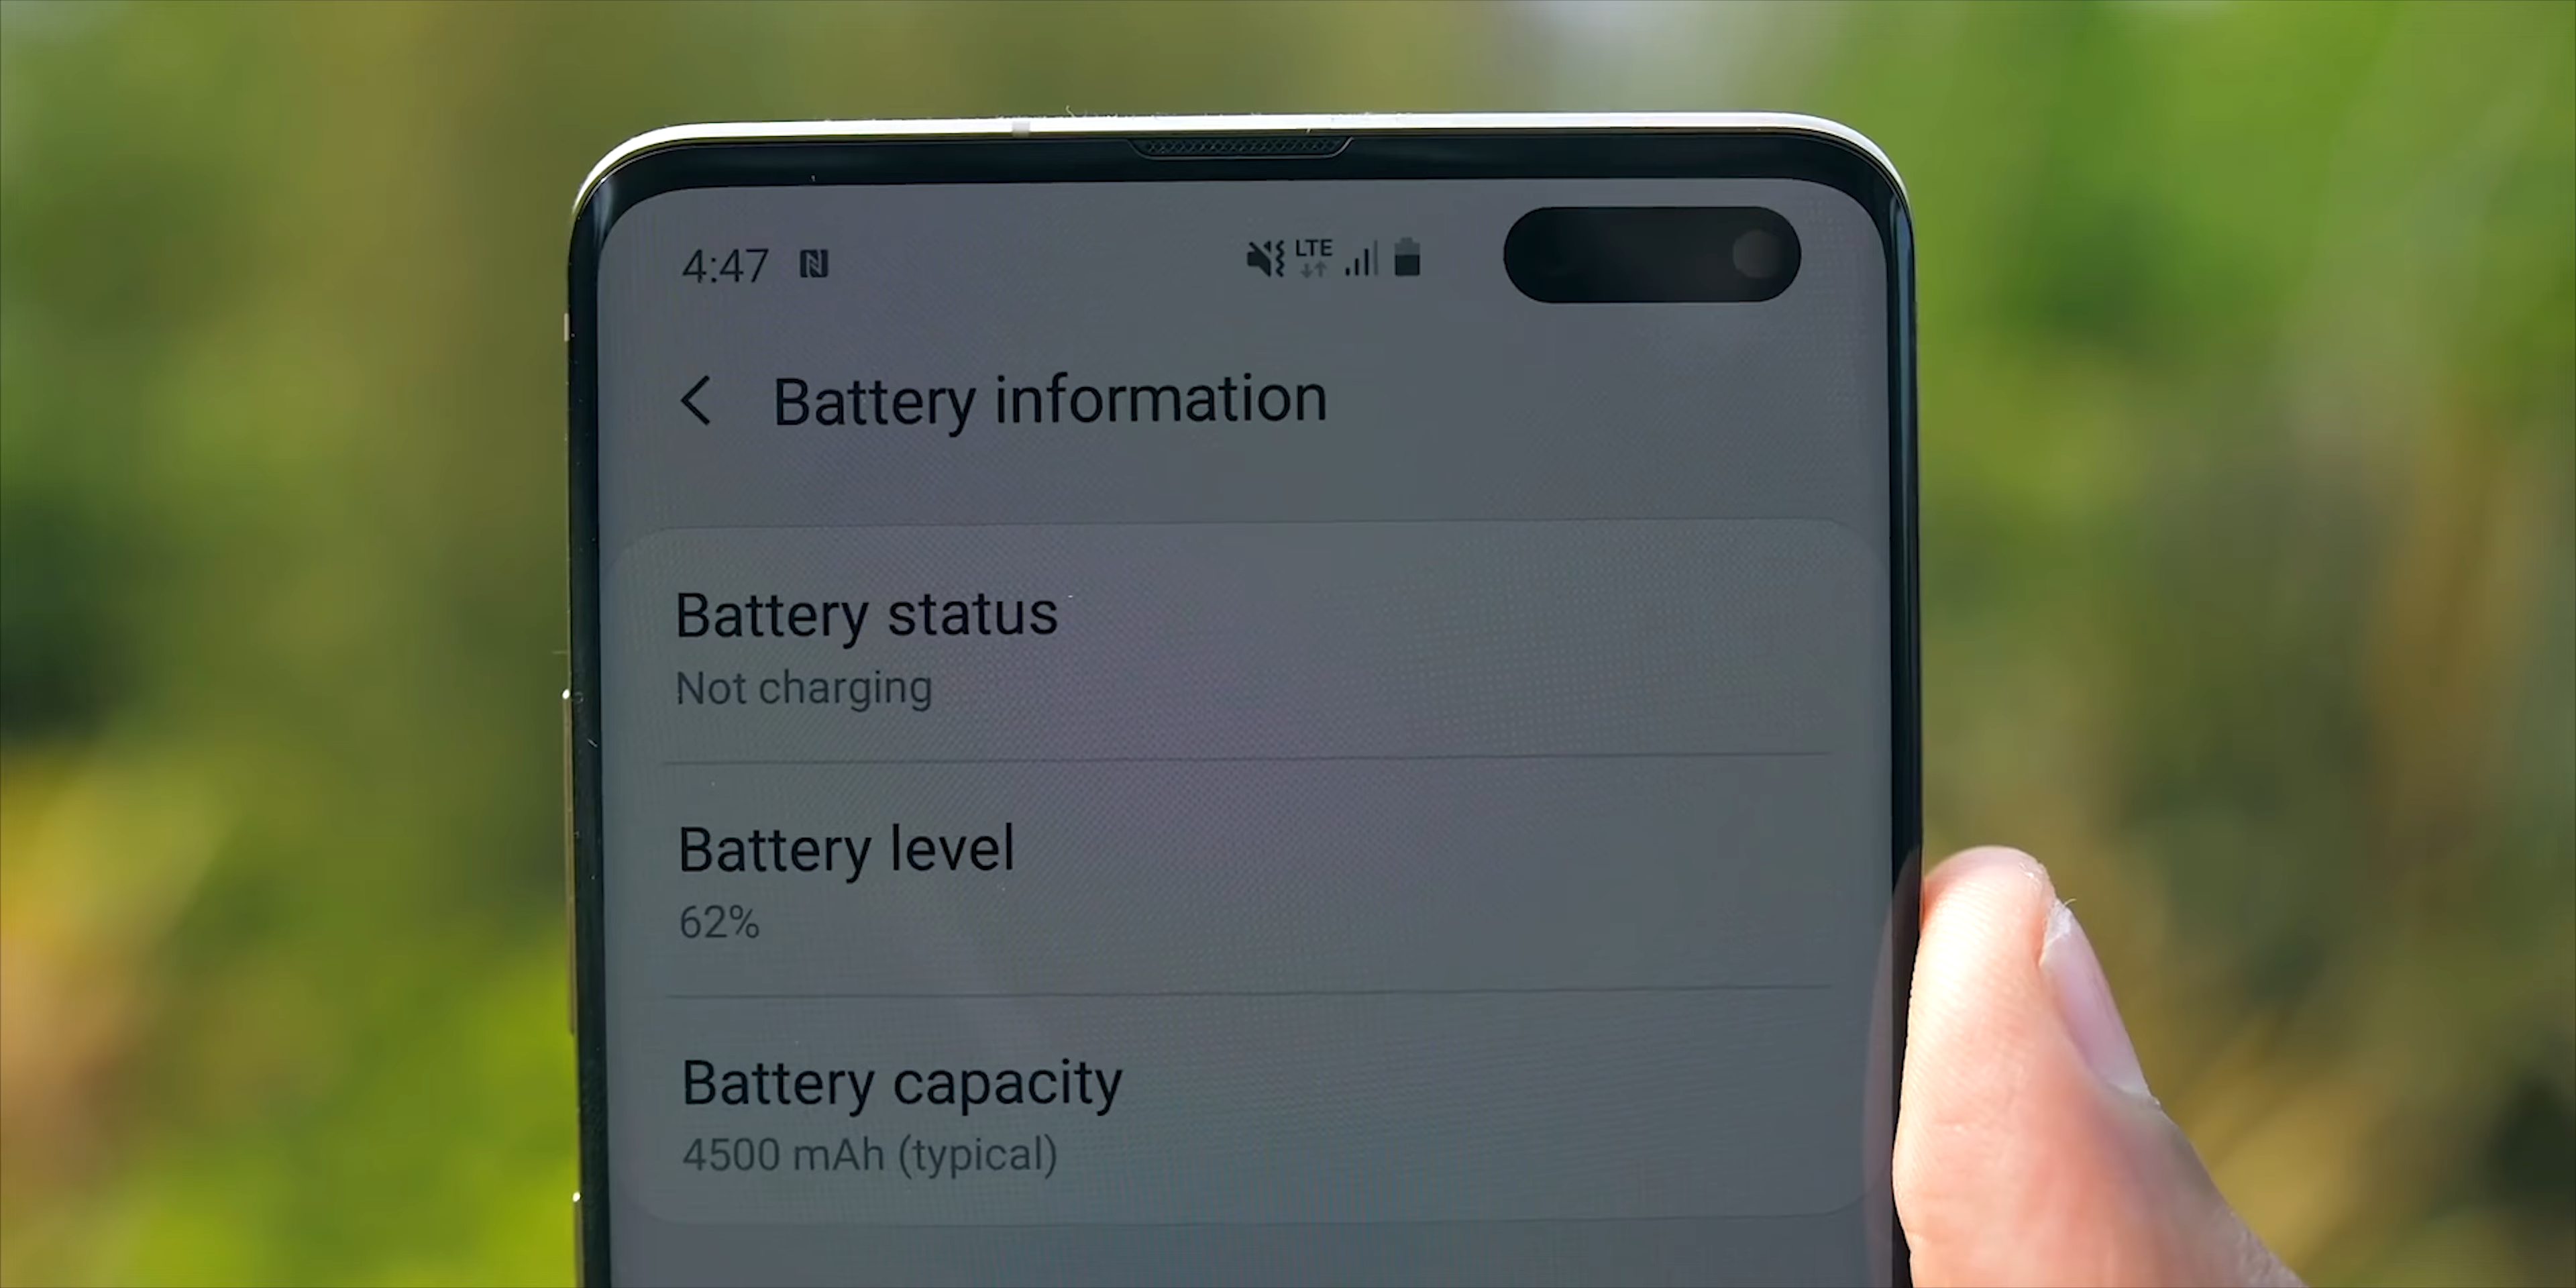 4:47 LTE
Battery information
Battery status
Not charging
Battery level
62%
Battery capacity
4500 mAh (typical)